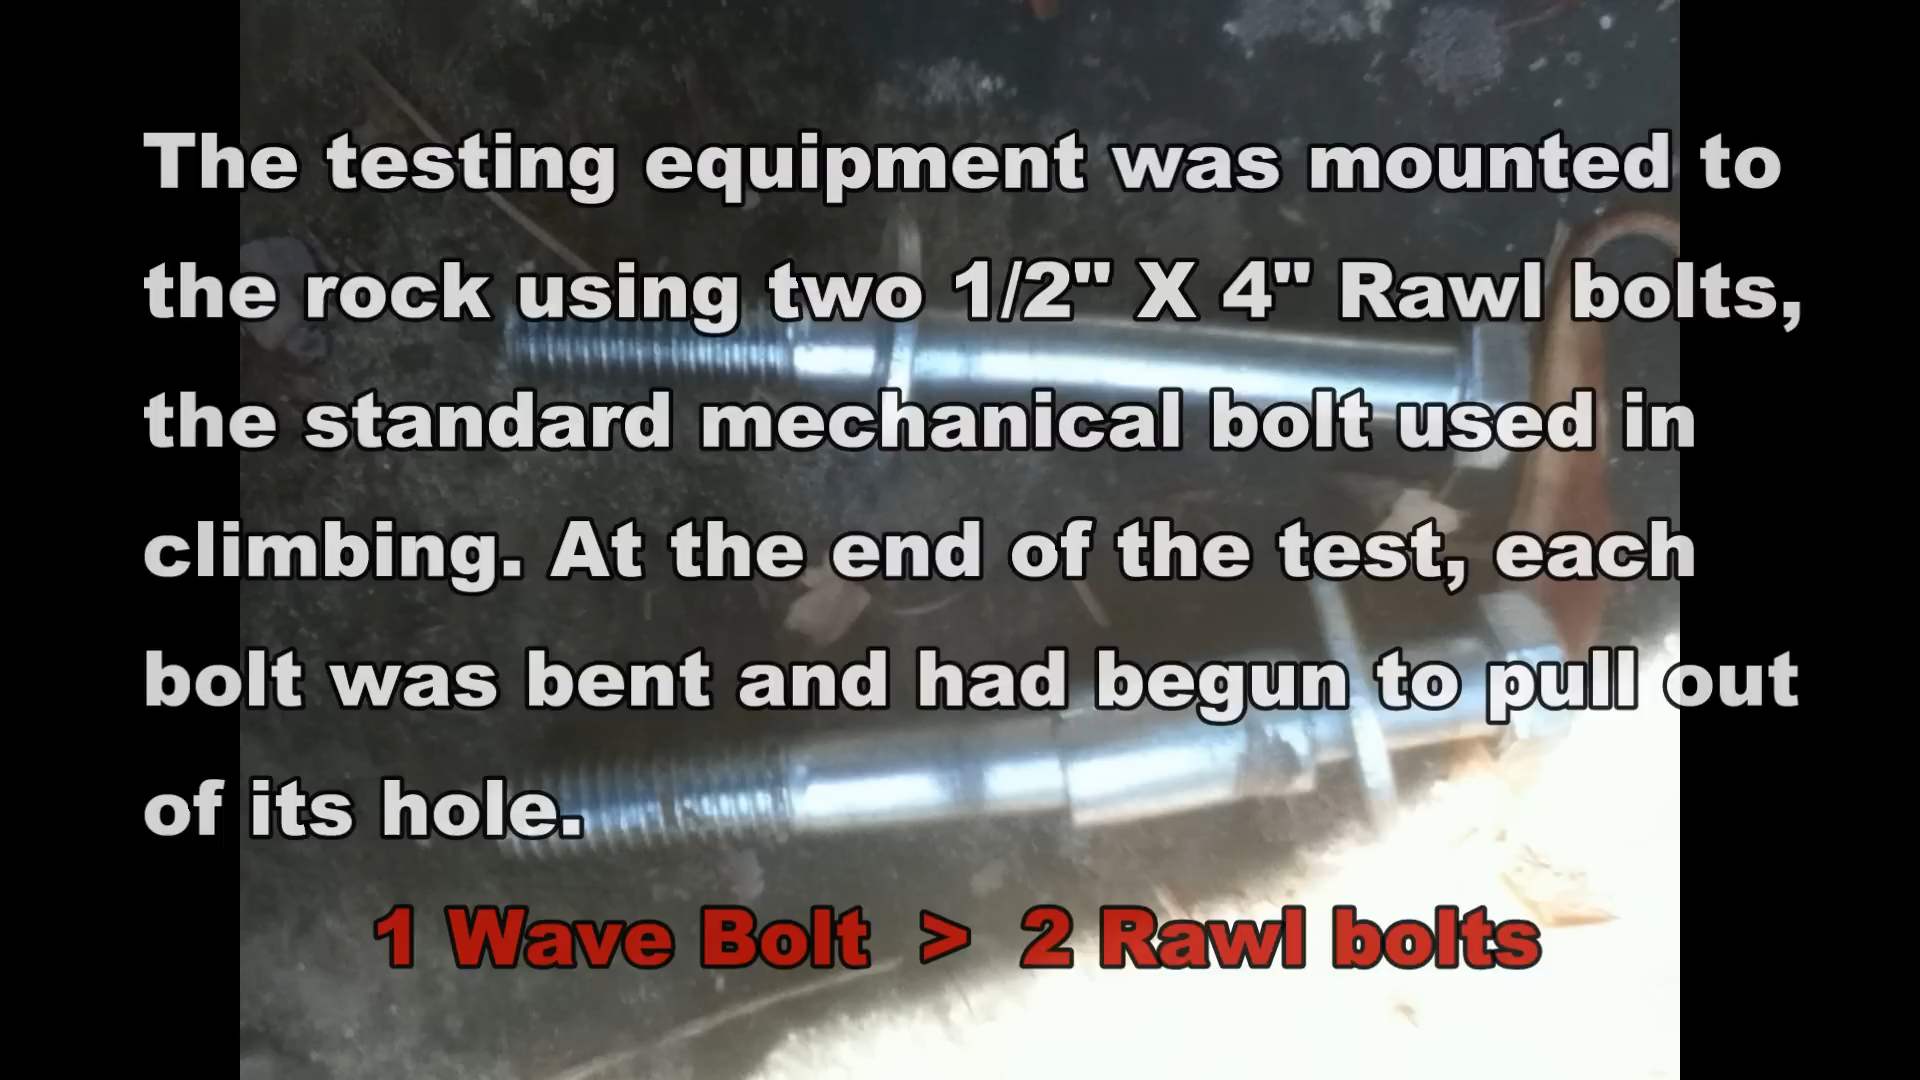 The testing equipment was mounted to
the rock using two 1/2" X 4" Rawl bolts,
the standard mechanical bolt used in
climbing. At the end of the test, each
bolt was bent and had begun to pull out
of its hole.
1 Wave Bolt > 2 Rawl bolts